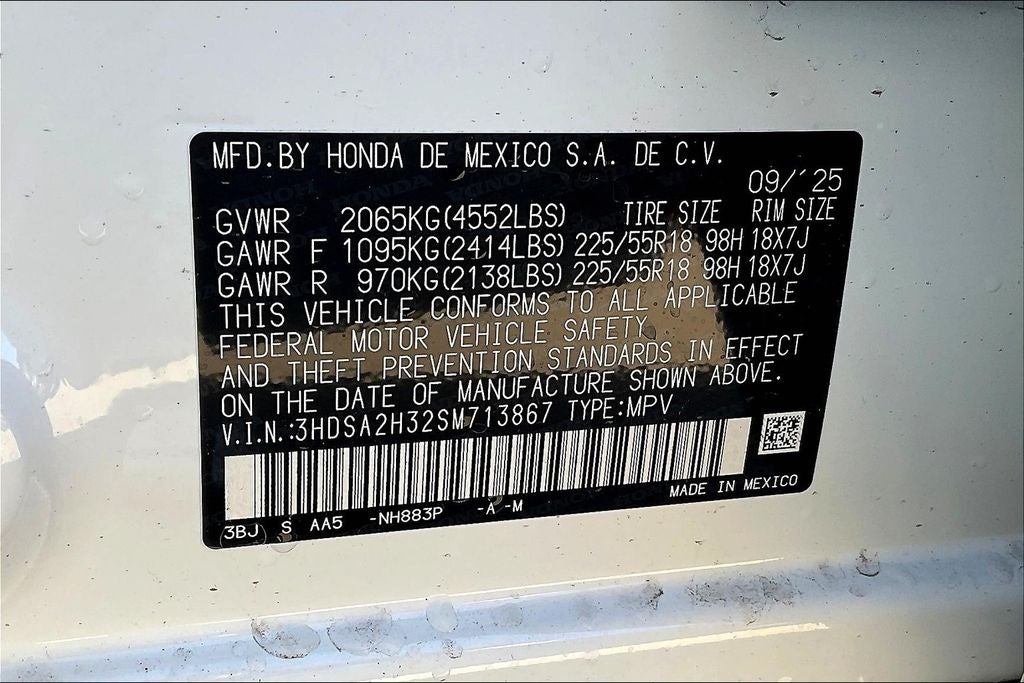 MFD.BY HONDA DE MEXICO S.A. DE C.V.
09/'25
GVWR 2065KG(4552LBS) TIRE SIZE RIM SIZE
GAWR F 1095KG(2414LBS) 225/55R18 98H 18X7J
GAWR R 970KG(2138LBS) 225/55R18 98H 18X7J
THIS VEHICLE CONFORMS TO ALL APPLICABLE
FEDERAL MOTOR VEHICLE SAFETY
AND THEFT PREVENTION STANDARDS IN EFFECT
ON THE DATE OF MANUFACTURE SHOWN ABOVE.
V.I.N.:3HDSA2H32SM713867 TYPE:MPV
MADE IN MEXICO
3BJ S AA5 -NH883P -A -M